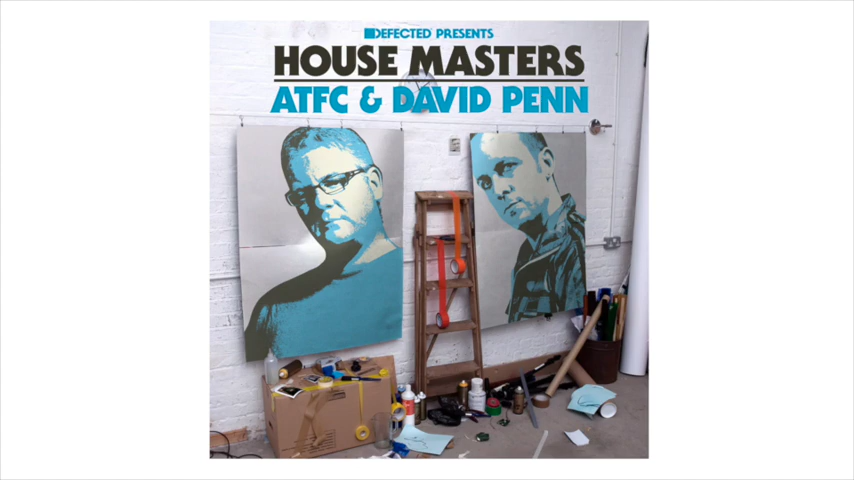 DEFECTED PRESENTS
HOUSE MASTERS
ATFC & DAVID PENN